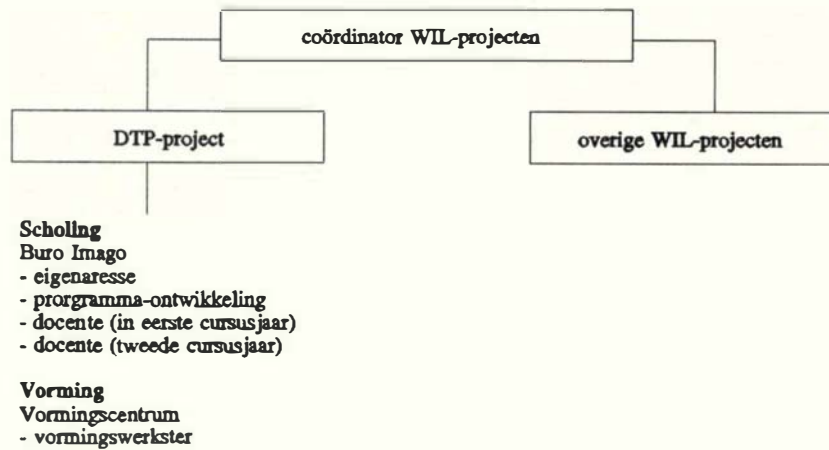 coördinator WIL-projecten
DTP-project
overige WIL-projecten
Scholing
Buro Imago
- eigenaresse
- prorgramma-ontwikkeling
- docente (in eerste cursusjaar)
- docente (tweede cursusjaar)
Vorming
Vormingscentrum
- vormingswerkster